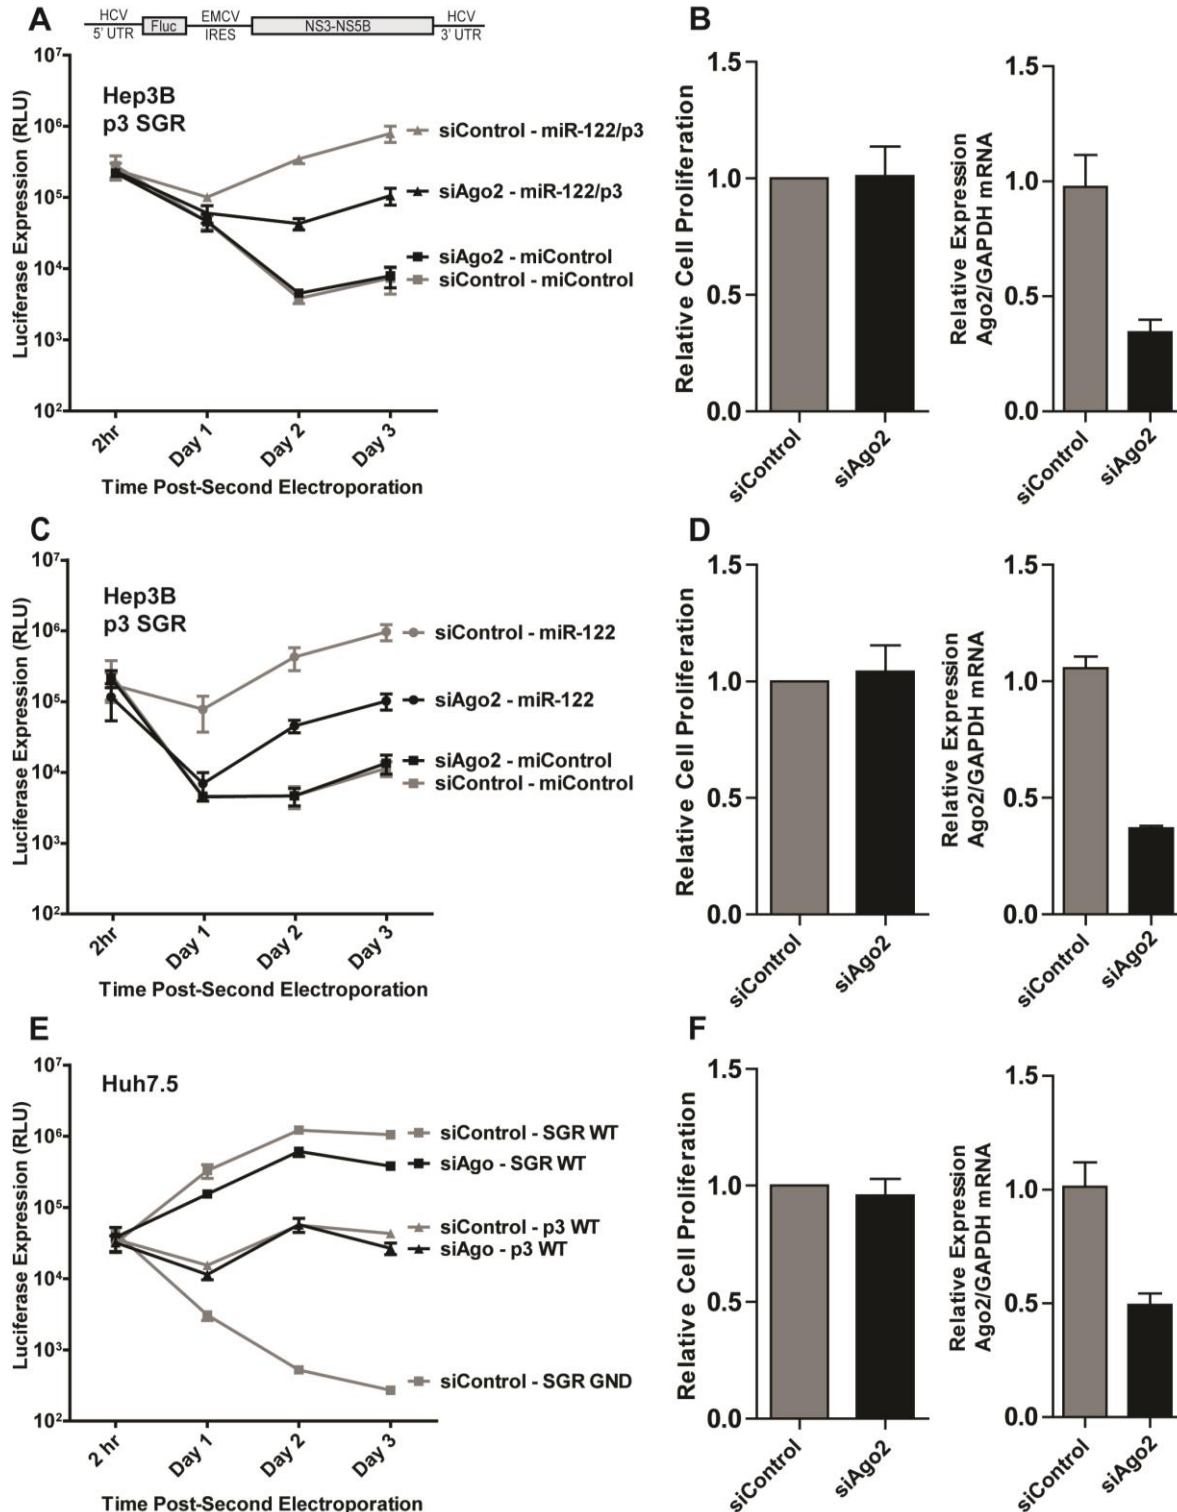 A
HCV
5' UTR
Fluc
EMCV
IRES
NS3-NS5B
HCV
3' UTR
Luciferase Expression (RLU)
10⁷
10⁶
10⁵
10⁴
10³
10²
Hep3B
p3 SGR
siControl - miR-122/p3
siAgo2 - miR-122/p3
siAgo2 - miControl
siControl - miControl
2hr
Day 1
Day 2
Day 3
Time Post-Second Electroporation
B
Relative Cell Proliferation
1.5
1.0
0.5
0.0
siControl
siAgo2
Relative Expression
Ago2/GAPDH mRNA
1.5
1.0
0.5
0.0
siControl
siAgo2
C
Luciferase Expression (RLU)
10⁷
10⁶
10⁵
10⁴
10³
10²
Hep3B
p3 SGR
siControl - miR-122
siAgo2 - miR-122
siAgo2 - miControl
siControl - miControl
2hr
Day 1
Day 2
Day 3
Time Post-Second Electroporation
D
Relative Cell Proliferation
1.5
1.0
0.5
0.0
siControl
siAgo2
Relative Expression
Ago2/GAPDH mRNA
1.5
1.0
0.5
0.0
siControl
siAgo2
E
Luciferase Expression (RLU)
10⁷
10⁶
10⁵
10⁴
10³
10²
Huh7.5
siControl - SGR WT
siAgo - SGR WT
siControl - p3 WT
siAgo - p3 WT
siControl - SGR GND
2 hr
Day 1
Day 2
Day 3
Time Post-Second Electroporation
F
Relative Cell Proliferation
1.5
1.0
0.5
0.0
siControl
siAgo2
Relative Expression
Ago2/GAPDH mRNA
1.5
1.0
0.5
0.0
siControl
siAgo2